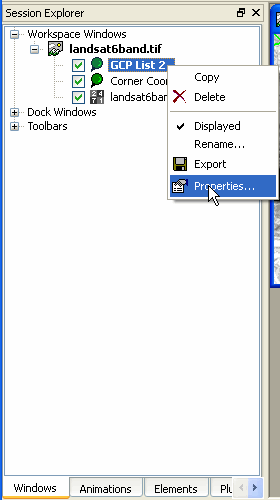 Session Explorer
Workspace Windows
landsat6band.tif
GCP List 2
Corner Coor
landsat6ban
Dock Windows
Toolbars
Copy
Delete
Displayed
Rename...
Export
Properties...
Windows
Animations
Elements
Plu